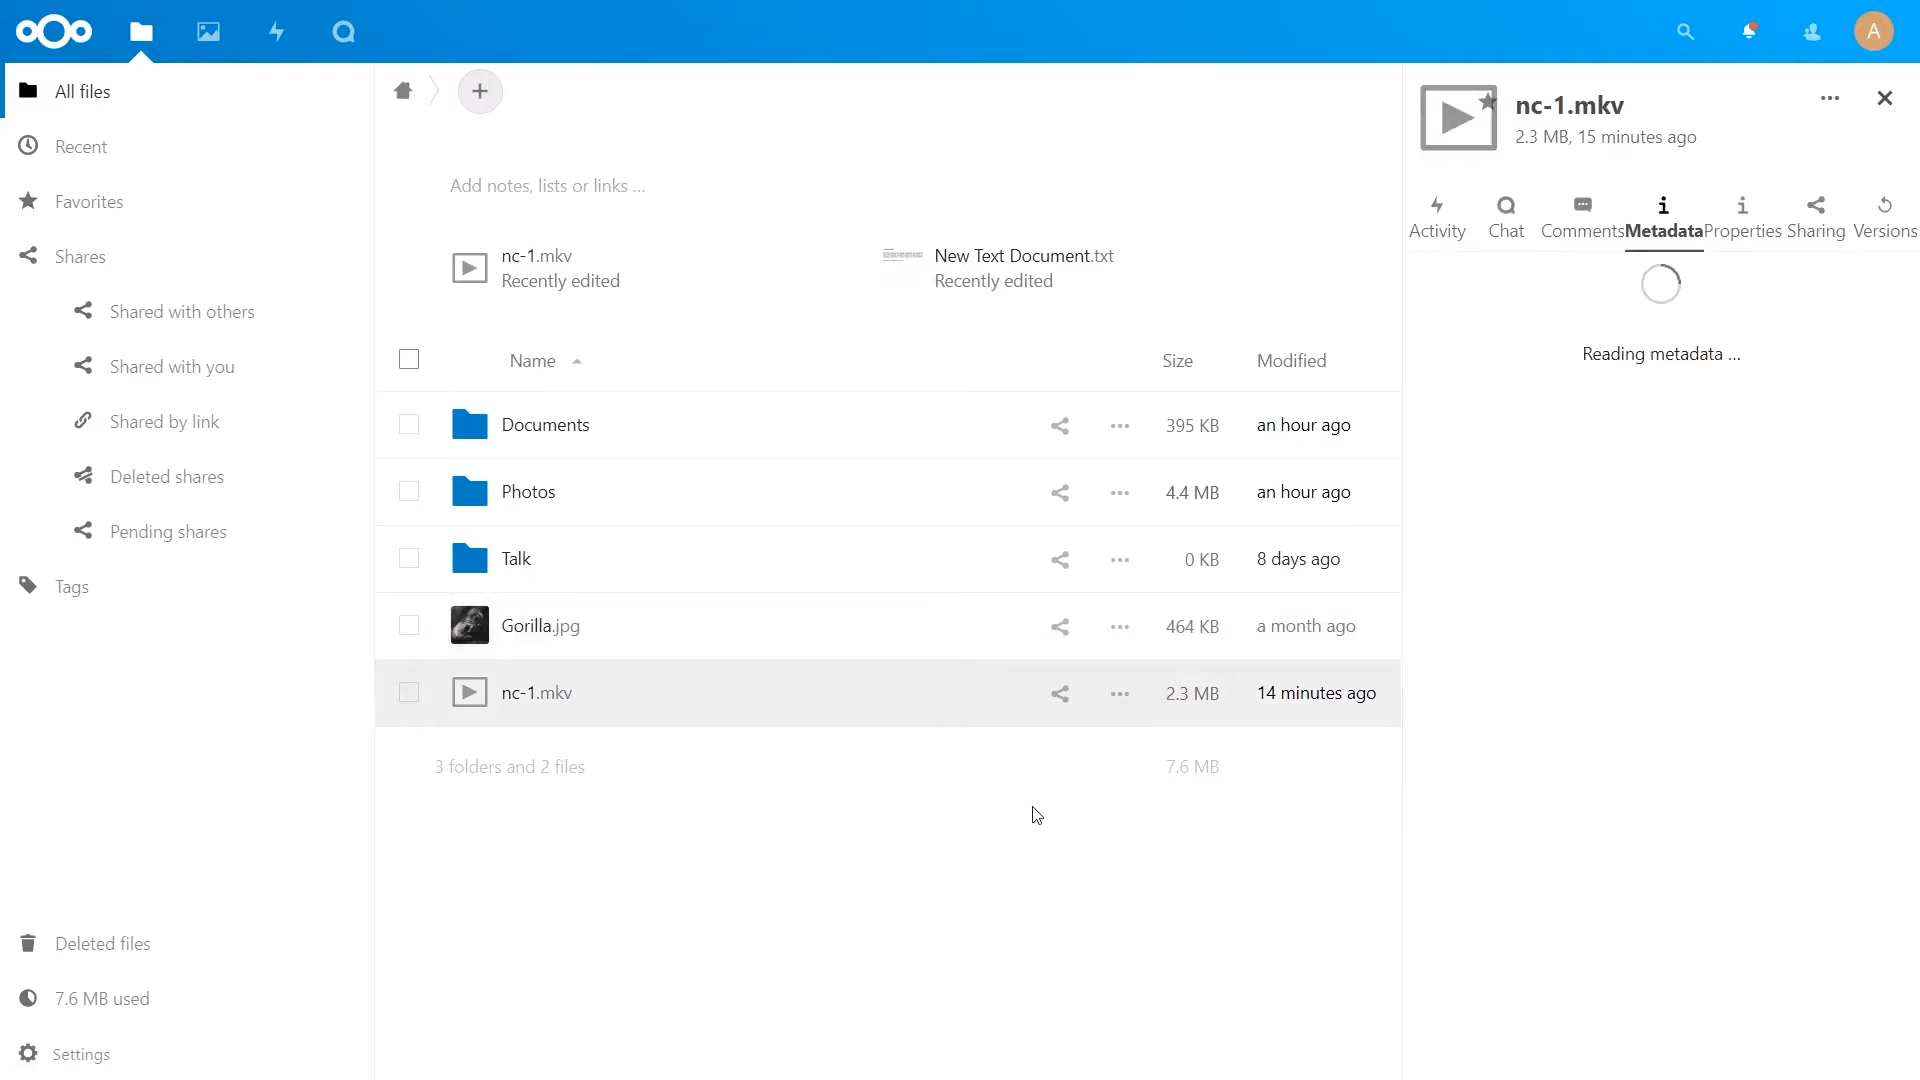 A
All files
Recent
Favorites
Shares
Shared with others
Shared with you
Shared by link
Deleted shares
Pending shares
Tags
Deleted files
7.6 MB used
Settings
Add notes, lists or links ...
nc-1.mkv
Recently edited
New Text Document.txt
Recently edited
Name Size Modified
Documents 395 KB an hour ago
Photos 4.4 MB an hour ago
Talk 0 KB 8 days ago
Gorilla.jpg 464 KB a month ago
nc-1.mkv 2.3 MB 14 minutes ago
3 folders and 2 files 7.6 MB
nc-1.mkv
2.3 MB, 15 minutes ago
Activity Chat Comments Metadata Properties Sharing Versions
Reading metadata ...